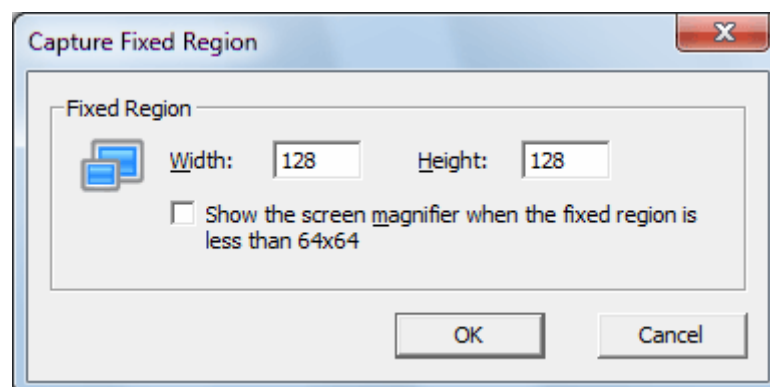 Capture Fixed Region
Fixed Region
Width: 128 Height: 128
Show the screen magnifier when the fixed region is
less than 64x64
OK Cancel